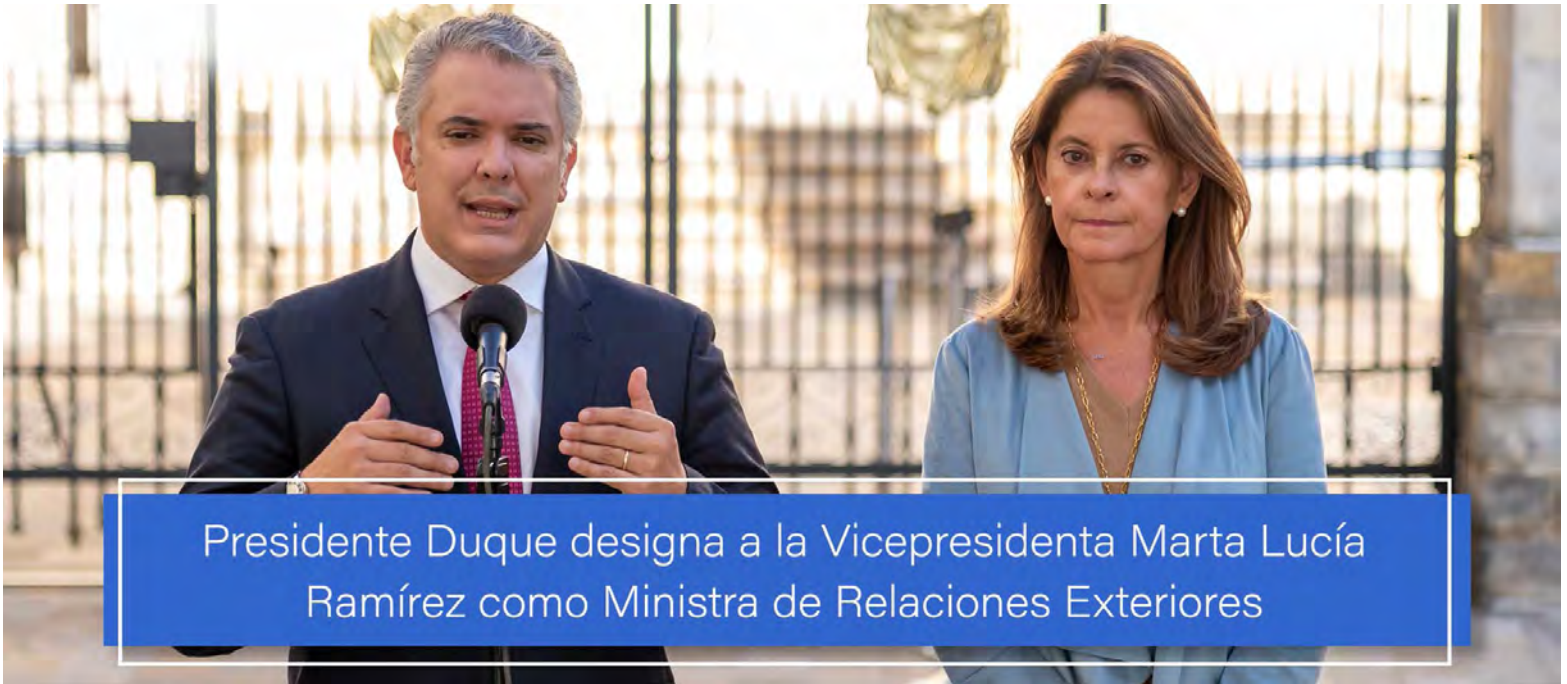 Presidente Duque designa a la Vicepresidenta Marta Lucía
Ramírez como Ministra de Relaciones Exteriores